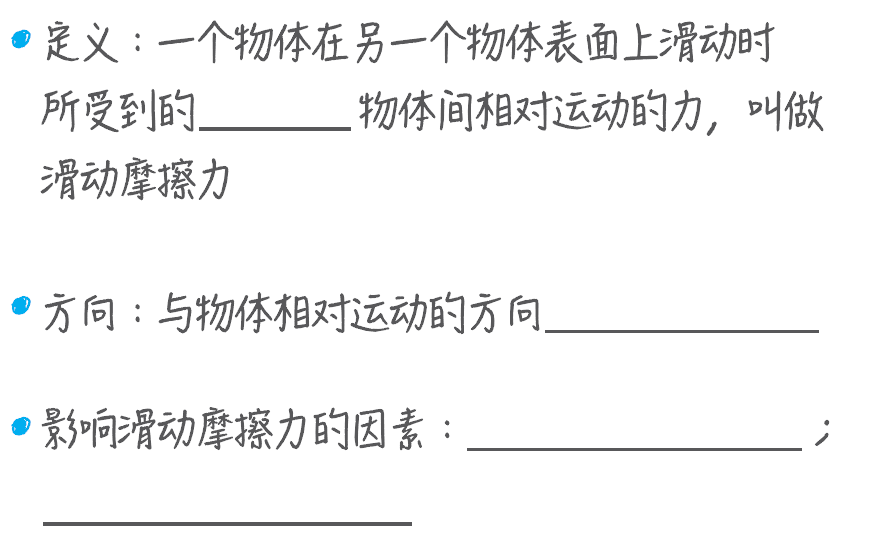 定义：一个物体在另一个物体表面上滑动时
所受到的________物体间相对运动的力，叫做
滑动摩擦力
方向：与物体相对运动的方向______________
影响滑动摩擦力的因素：_________________；
___________________